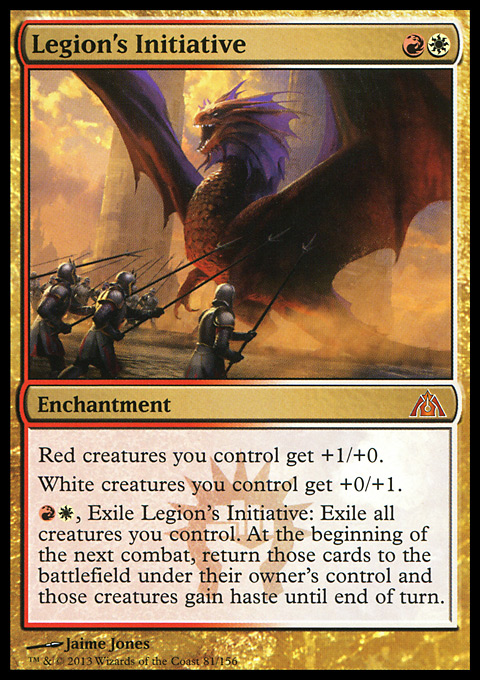 Legion's Initiative
Enchantment
Red creatures you control get +1/+0.
White creatures you control get +0/+1.
, Exile Legion's Initiative: Exile all
creatures you control. At the beginning of
the next combat, return those cards to the
battlefield under their owner's control and
those creatures gain haste until end of turn.
Jaime Jones
™ & © 2013 Wizards of the Coast 81/156